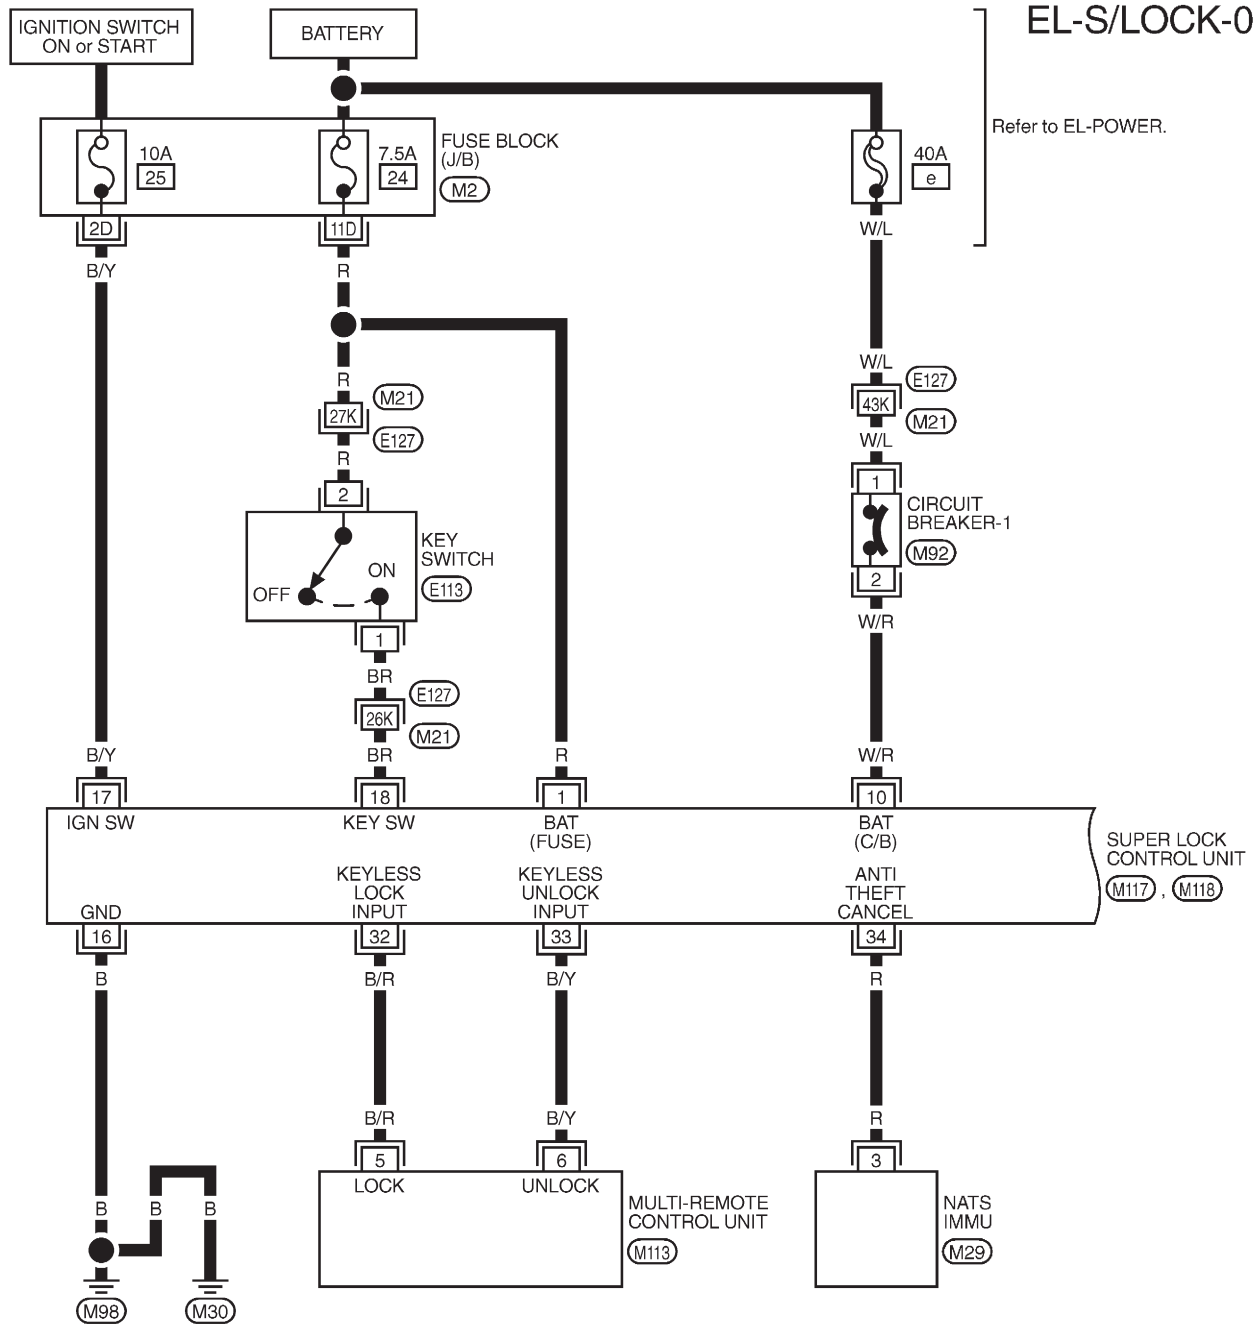 EL-S/LOCK-0
IGNITION SWITCH
ON or START
BATTERY
Refer to EL-POWER.
10A
25
7.5A
24
FUSE BLOCK
(J/B)
M2
40A
e
2D
11D
B/Y
R
W/L
R
M21
27K
E127
R
W/L
E127
43K
M21
W/L
2
KEY
SWITCH
E113
OFF
ON
1
1
CIRCUIT
BREAKER-1
M92
2
W/R
BR
E127
26K
M21
B/Y
BR
R
W/R
17
18
1
10
IGN SW
KEY SW
BAT
(FUSE)
BAT
(C/B)
SUPER LOCK
CONTROL UNIT
M117 , M118
GND
KEYLESS
LOCK
INPUT
KEYLESS
UNLOCK
INPUT
ANTI
THEFT
CANCEL
16
32
33
34
B
B/R
B/Y
R
B/R
B/Y
R
5
6
3
LOCK
UNLOCK
MULTI-REMOTE
CONTROL UNIT
M113
NATS
IMMU
M29
B
B
B
M98
M30